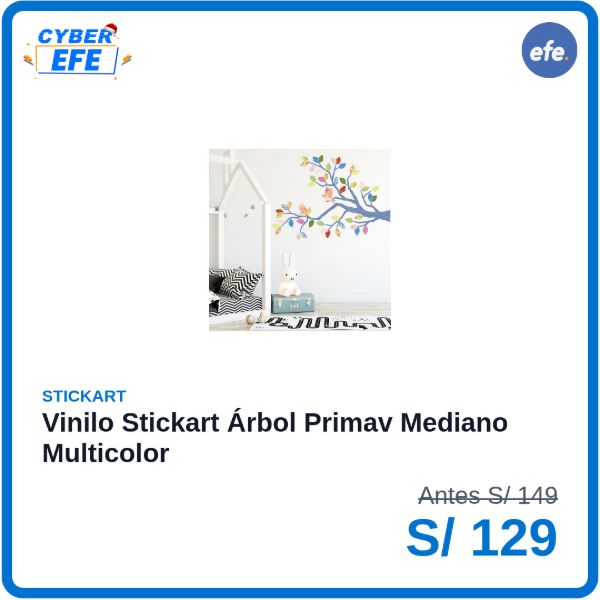 CYBER
EFE
efe.
STICKART
Vinilo Stickart Árbol Primav Mediano
Multicolor
Antes S/ 149
S/ 129